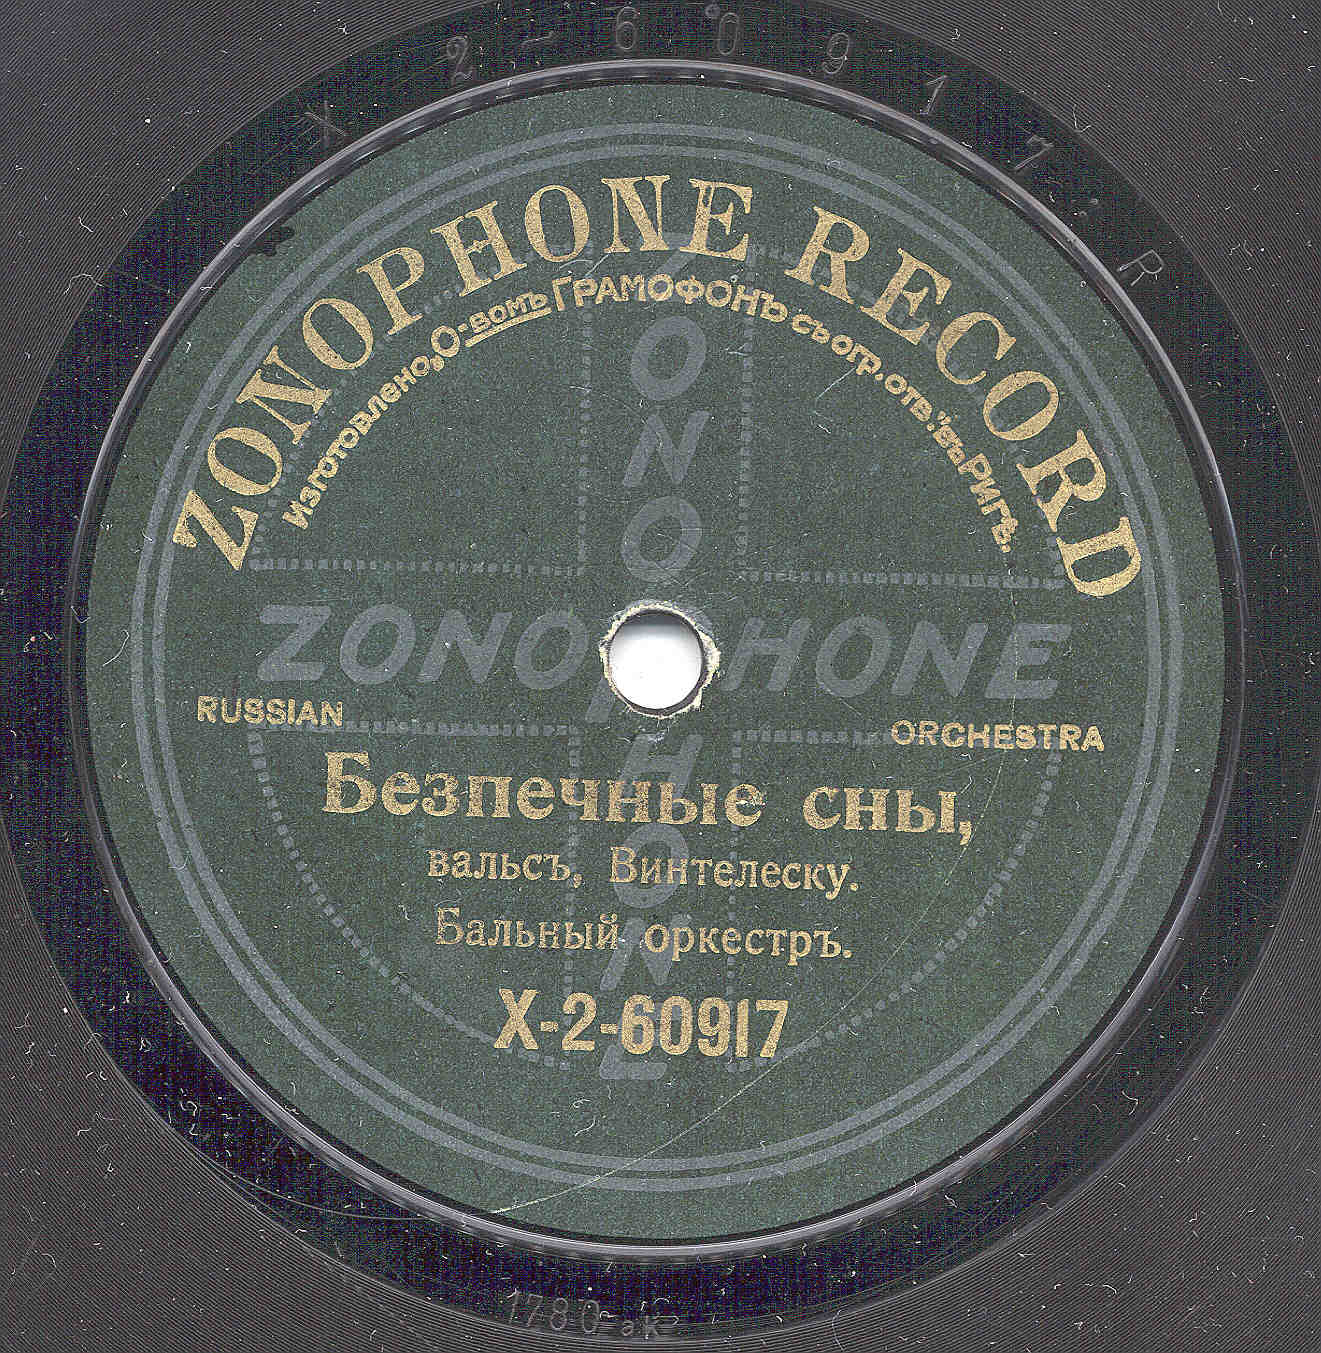 X 2-60917 R
ZONOPHONE RECORD
Изготовлено „О-вомъ Грамофонъ съ огр. отв." въ Ригѣ.
ZONOPHONE
ZONOPHONE
RUSSIAN ORCHESTRA
Безпечные сны,
вальсъ, Винтелеску.
Бальный оркестръ.
X-2-60917
1780 ak